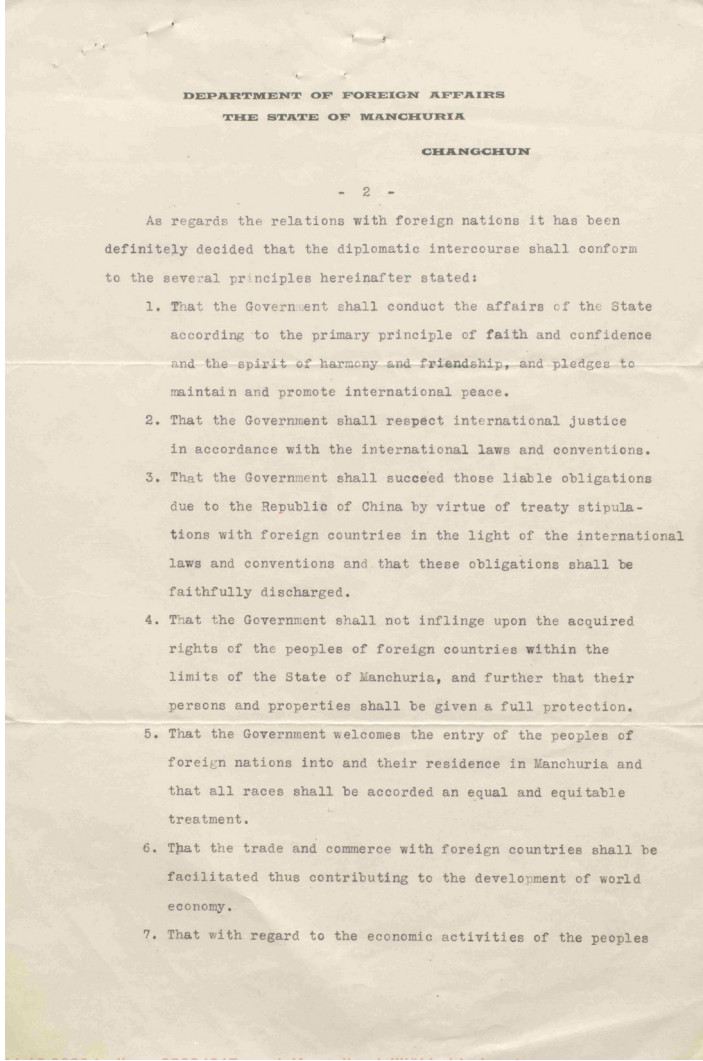 DEPARTMENT OF FOREIGN AFFAIRS
THE STATE OF MANCHURIA
CHANGCHUN
- 2 -
As regards the relations with foreign nations it has been
definitely decided that the diplomatic intercourse shall conform
to the several principles hereinafter stated:
1. That the Government shall conduct the affairs of the State
according to the primary principle of faith and confidence
and the spirit of harmony and friendship, and pledges to
maintain and promote international peace.
2. That the Government shall respect international justice
in accordance with the international laws and conventions.
3. That the Government shall succeed those liable obligations
due to the Republic of China by virtue of treaty stipula-
tions with foreign countries in the light of the international
laws and conventions and that these obligations shall be
faithfully discharged.
4. That the Government shall not inflinge upon the acquired
rights of the peoples of foreign countries within the
limits of the State of Manchuria, and further that their
persons and properties shall be given a full protection.
5. That the Government welcomes the entry of the peoples of
foreign nations into and their residence in Manchuria and
that all races shall be accorded an equal and equitable
treatment.
6. That the trade and commerce with foreign countries shall be
facilitated thus contributing to the development of world
economy.
7. That with regard to the economic activities of the peoples